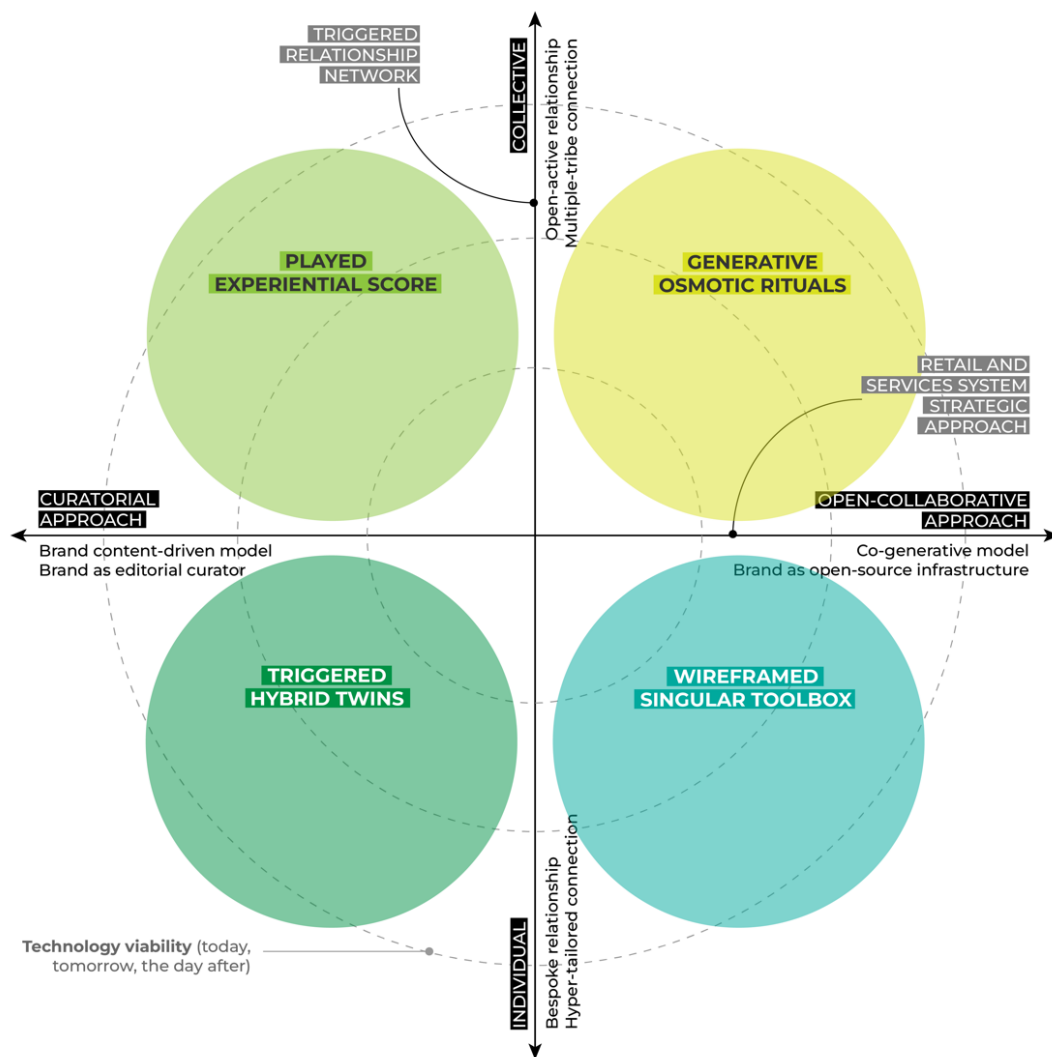 TRIGGERED
RELATIONSHIP
NETWORK
COLLECTIVE
Open-active relationship
Multiple-tribe connection
PLAYED
EXPERIENTIAL SCORE
GENERATIVE
OSMOTIC RITUALS
RETAIL AND
SERVICES SYSTEM
STRATEGIC
APPROACH
CURATORIAL
APPROACH
Brand content-driven model
Brand as editorial curator
OPEN-COLLABORATIVE
APPROACH
Co-generative model
Brand as open-source infrastructure
TRIGGERED
HYBRID TWINS
WIREFRAMED
SINGULAR TOOLBOX
Technology viability (today,
tomorrow, the day after)
INDIVIDUAL
Bespoke relationship
Hyper-tailored connection